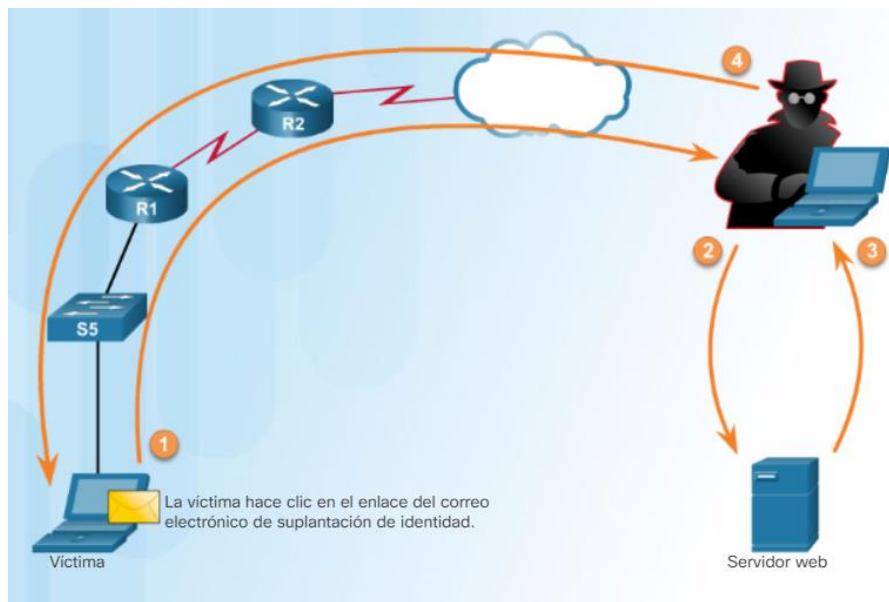 4
R2
R1
2
3
S5
1
La víctima hace clic en el enlace del correo
electrónico de suplantación de identidad.
Víctima
Servidor web